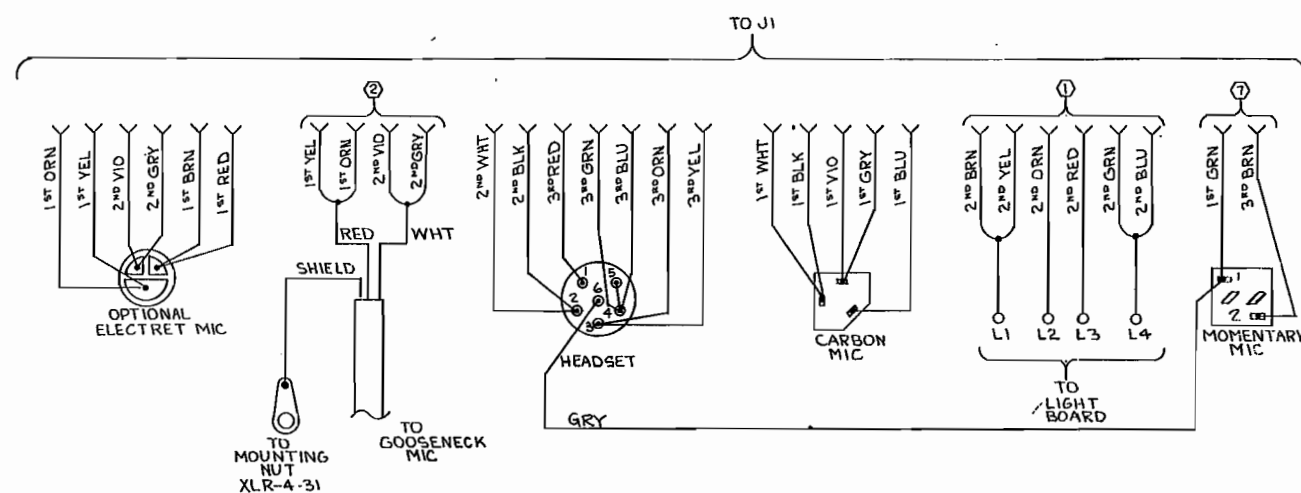 TO J1
2
1
7
1ST ORN
1ST YEL
2ND VIO
2ND GRY
1ST BRN
1ST RED
1ST YEL
1ST ORN
2ND VIO
2ND GRY
2ND WHT
2ND BLK
3RD RED
3RD GRN
3RD BLU
3RD ORN
3RD YEL
1ST WHT
1ST BLK
1ST VIO
1ST GRY
1ST BLU
2ND BRN
2ND YEL
2ND ORN
2ND RED
2ND GRN
2ND BLU
1ST GRN
3RD BRN
RED
WHT
SHIELD
OPTIONAL
ELECTRET MIC
1
5
6
2
4
3
HEADSET
CARBON
MIC
L1
L2
L3
L4
TO
LIGHT
BOARD
1
2
MOMENTARY
MIC
GRY
TO
GOOSENECK
MIC
TO
MOUNTING
NUT
XLR-4-31